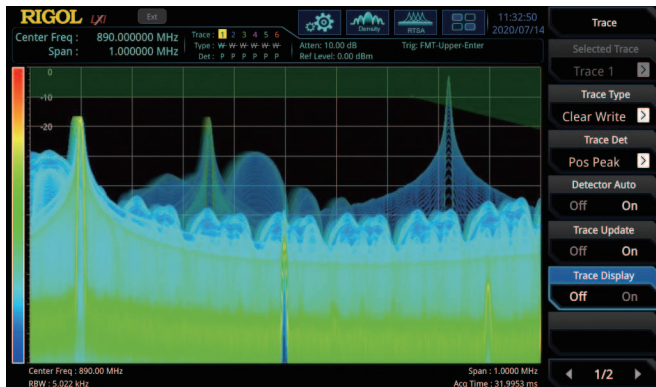 RIGOL LXI Ext
11:32:50
2020/07/14
Center Freq : 890.000000 MHz
Span : 1.000000 MHz
Trace : 1 2 3 4 5 6
Type : W W W W W W
Det : P P P P P P
Density
RTSA
Atten: 10.00 dB Trig: FMT-Upper-Enter
Ref Level: 0.00 dBm
0
-10
-20
Center Freq : 890.00 MHz
RBW : 5.022 kHz
Span : 1.0000 MHz
Acq Time : 31.9953 ms
Trace
Selected Trace
Trace 1
Trace Type
Clear Write
Trace Det
Pos Peak
Detector Auto
Off On
Trace Update
Off On
Trace Display
Off On
1/2